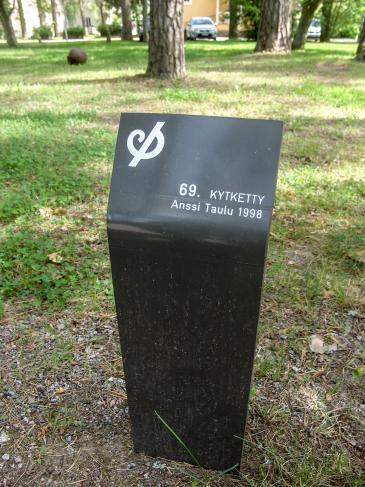 69. KYTKETTY
Anssi Taulu 1998